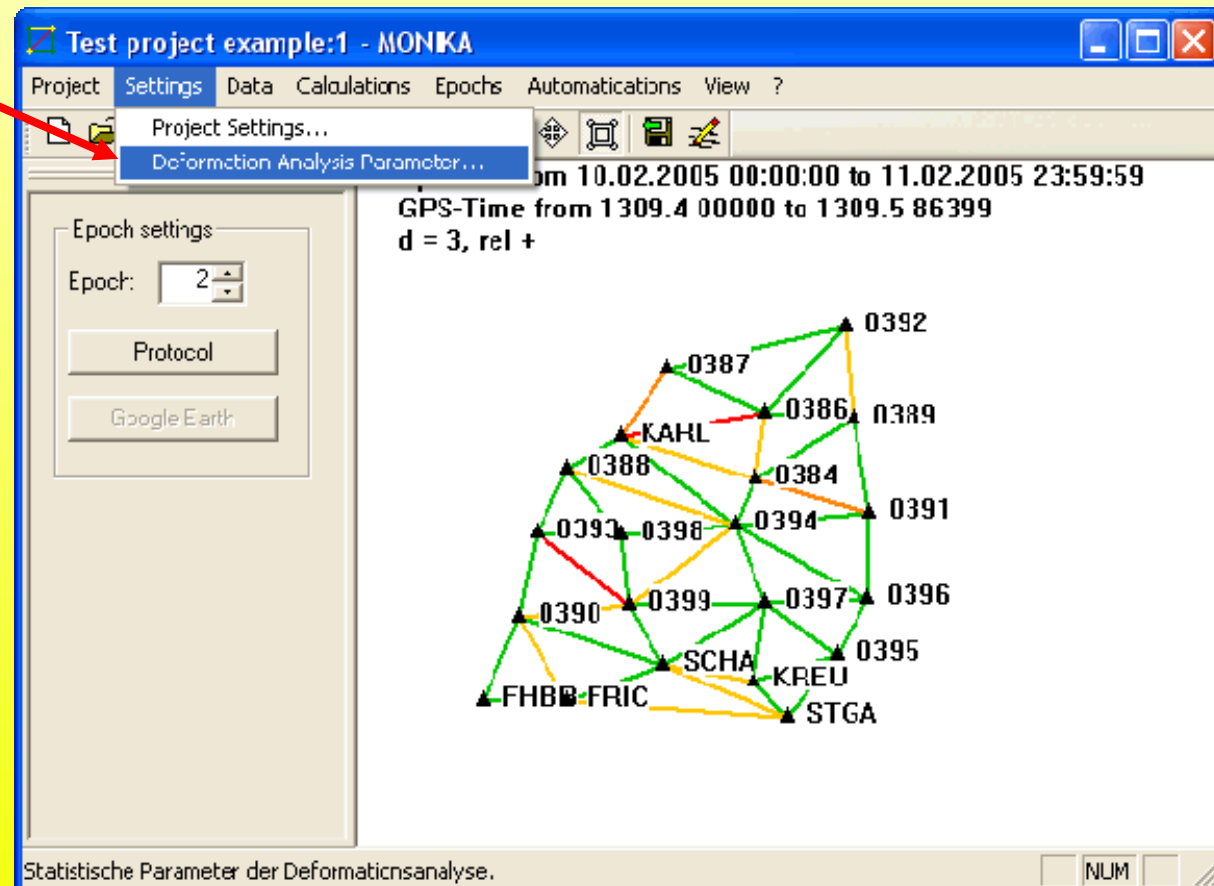 Test project example:1 - MONIKA
Project Settings Data Calculations Epochs Automatications View ?
Project Settings...
Deformation Analysis Parameter...
from 10.02.2005 00:00:00 to 11.02.2005 23:59:59
GPS-Time from 1309.4 00000 to 1309.5 86399
d = 3, rel +
Epoch settings
Epoch: 2
Protocol
Google Earth
0392
0387
0386
0389
KARL
0388
0384
0391
0393
0398
0394
0390
0399
0397
0396
SCHA
0395
KREU
FHBB
FRIC
STGA
Statistische Parameter der Deformationsanalyse.
NUM